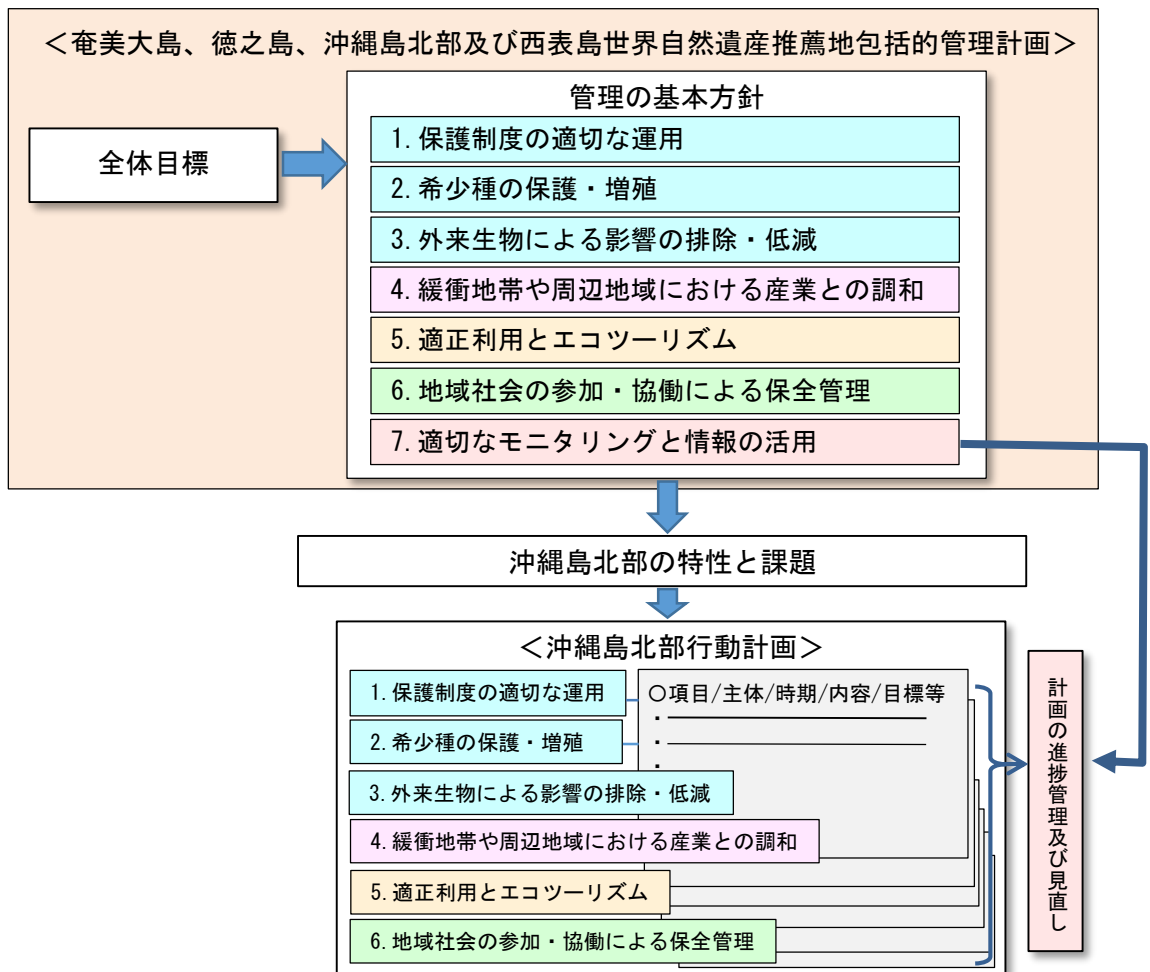 ＜奄美大島、徳之島、沖縄島北部及び西表島世界自然遺産推薦地包括的管理計画＞
全体目標
管理の基本方針
1.保護制度の適切な運用
2.希少種の保護・増殖
3.外来生物による影響の排除・低減
4.緩衝地帯や周辺地域における産業との調和
5.適正利用とエコツーリズム
6.地域社会の参加・協働による保全管理
7.適切なモニタリングと情報の活用
沖縄島北部の特性と課題
＜沖縄島北部行動計画＞
1.保護制度の適切な運用
2.希少種の保護・増殖
3.外来生物による影響の排除・低減
4.緩衝地帯や周辺地域における産業との調和
5.適正利用とエコツーリズム
6.地域社会の参加・協働による保全管理
○項目/主体/時期/内容/目標等
・
・
・
計画の進捗管理及び見直し